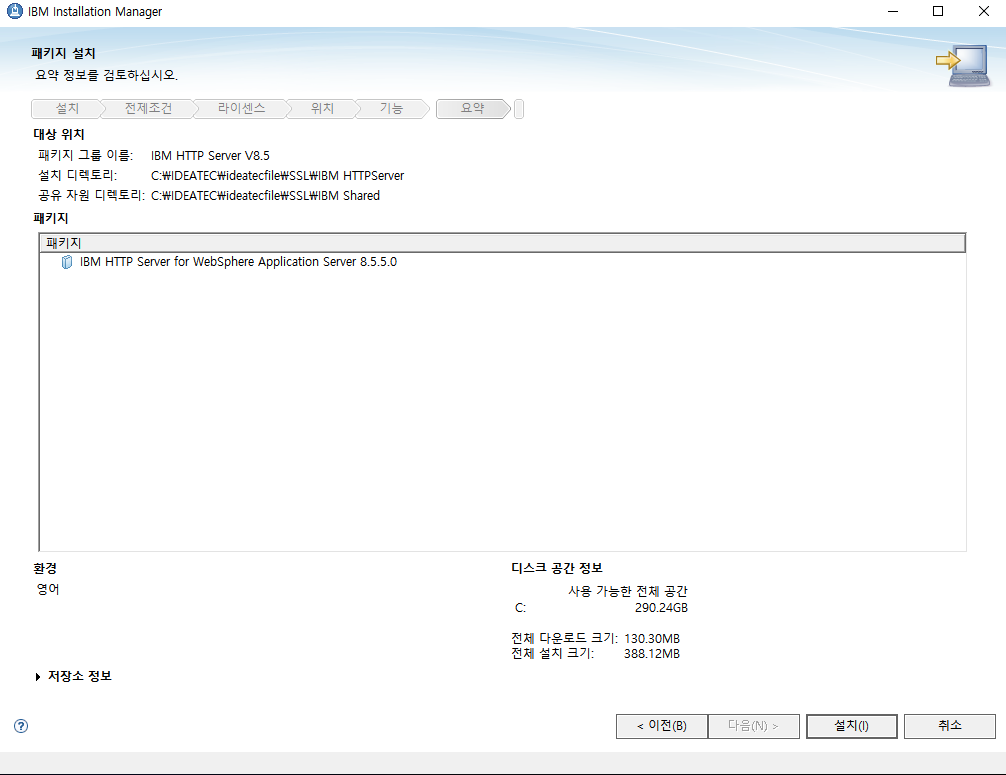 IBM Installation Manager
패키지 설치
요약 정보를 검토하십시오.
설치 전제조건 라이센스 위치 기능 요약
대상 위치
패키지 그룹 이름: IBM HTTP Server V8.5
설치 디렉토리: C:₩IDEATEC₩ideatecfile₩SSL₩IBM HTTPServer
공유 자원 디렉토리: C:₩IDEATEC₩ideatecfile₩SSL₩IBM Shared
패키지
패키지
IBM HTTP Server for WebSphere Application Server 8.5.5.0
환경
영어
디스크 공간 정보
사용 가능한 전체 공간
C: 290.24GB
전체 다운로드 크기: 130.30MB
전체 설치 크기: 388.12MB
저장소 정보
?
< 이전(B) 다음(N) > 설치(I) 취소